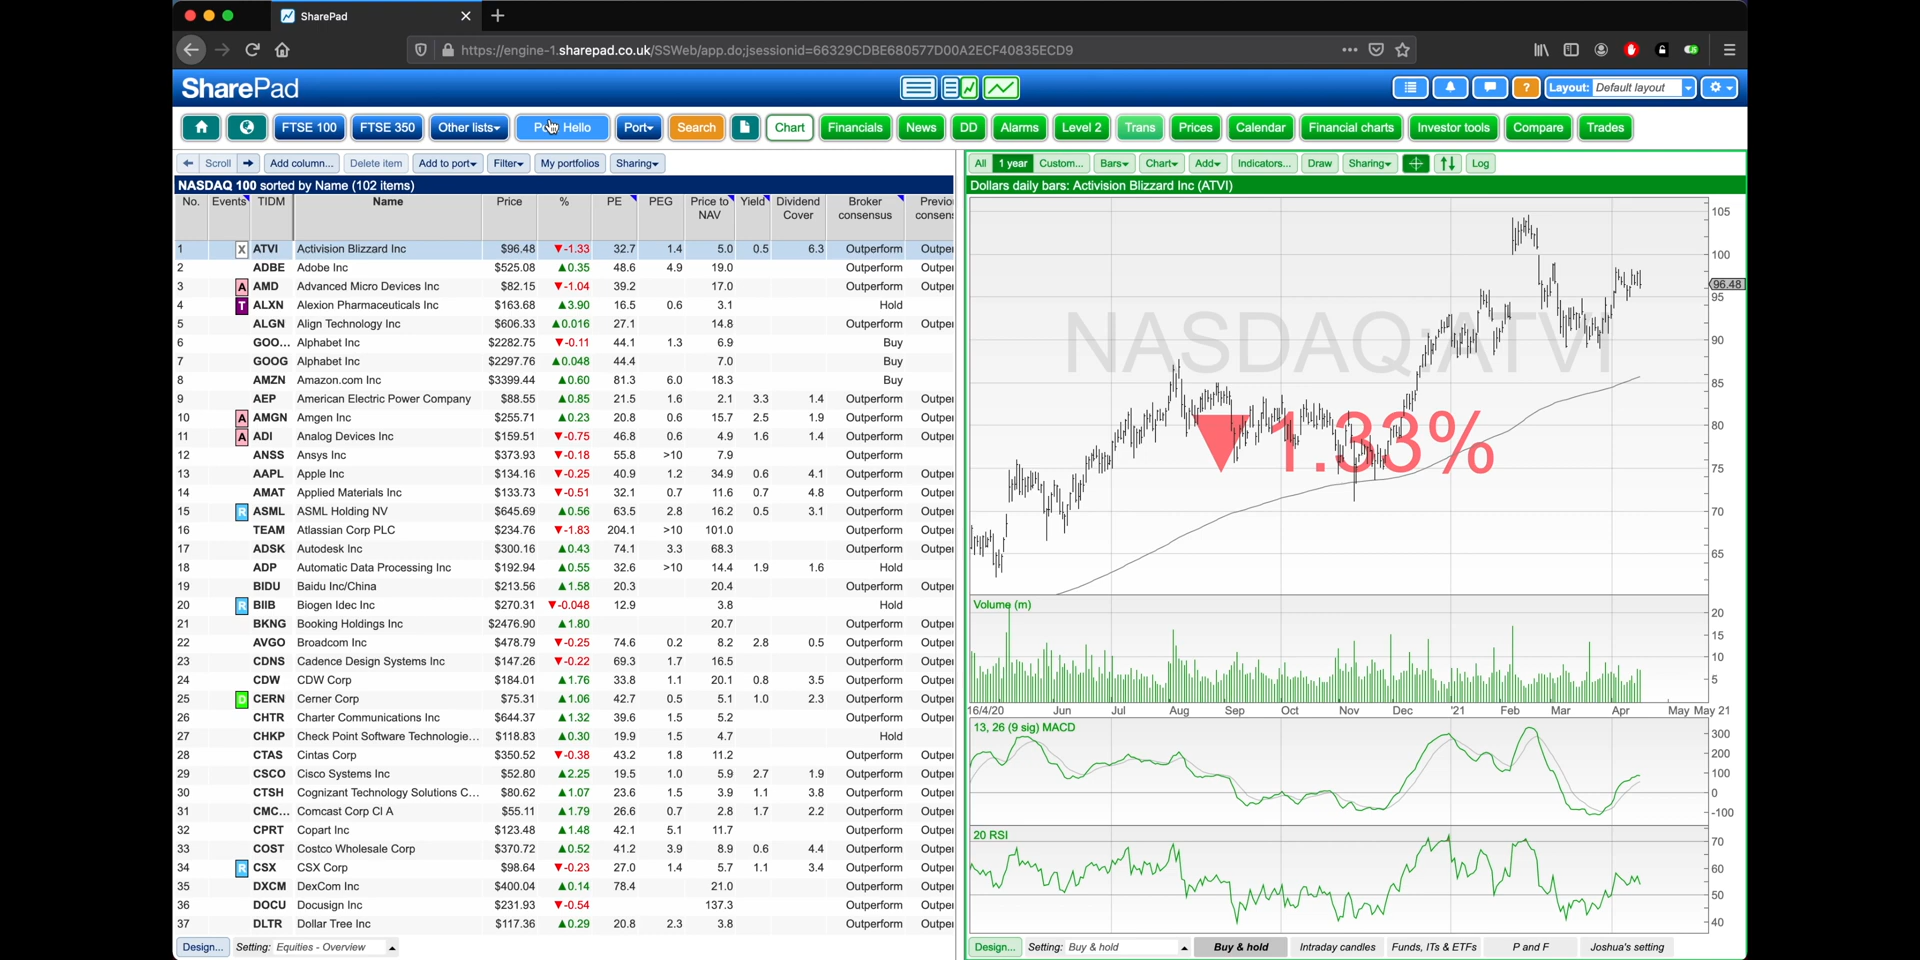 SharePad
https://engine-1.sharepad.co.uk/SSWeb/app.do;jsessionid=66329CDBE680577D00A2ECF40835ECD9
SharePad
Layout: Default layout
FTSE 100 FTSE 350 Other lists Hello Port Search Chart Financials News DD Alarms Level 2 Trans Prices Calendar Financial charts Investor tools Compare Trades
Scroll Add column... Delete item Add to port Filter My portfolios Sharing
All 1 year Custom... Bars Chart Add Indicators... Draw Sharing Log
NASDAQ 100 sorted by Name (102 items)
Dollars daily bars: Activision Blizzard Inc (ATVI)
No. Events TIDM Name Price % PE PEG Price to NAV Yield Dividend Cover Broker consensus
1 X ATVI Activision Blizzard Inc $96.48 ▼-1.33 32.7 1.4 5.0 0.5 6.3 Outperform
2 ADBE Adobe Inc $525.08 ▲0.35 48.6 4.9 19.0 Outperform
3 A AMD Advanced Micro Devices Inc $82.15 ▼-1.04 39.2 17.0 Outperform
4 T ALXN Alexion Pharmaceuticals Inc $163.68 ▲3.90 16.5 0.6 3.1 Hold
5 ALGN Align Technology Inc $606.33 ▲0.016 27.1 14.8 Outperform
6 GOO... Alphabet Inc $2282.75 ▼-0.11 44.1 1.3 6.9 Buy
7 GOOG Alphabet Inc $2297.76 ▲0.048 44.4 7.0 Buy
8 AMZN Amazon.com Inc $3399.44 ▲0.60 81.3 6.0 18.3 Buy
9 AEP American Electric Power Company $88.55 ▲0.85 21.5 1.6 2.1 3.3 1.4 Outperform
10 A AMGN Amgen Inc $255.71 ▲0.23 20.8 0.6 15.7 2.5 1.9 Outperform
11 A ADI Analog Devices Inc $159.51 ▼-0.75 46.8 0.6 4.9 1.6 1.4 Outperform
12 ANSS Ansys Inc $373.93 ▼-0.18 55.8 >10 7.9 Outperform
13 AAPL Apple Inc $134.16 ▼-0.25 40.9 1.2 34.9 0.6 4.1 Outperform
14 AMAT Applied Materials Inc $133.73 ▼-0.51 32.1 0.7 11.6 0.7 4.8 Outperform
15 R ASML ASML Holding NV $645.69 ▲0.56 63.5 2.8 16.2 0.5 3.1 Outperform
16 TEAM Atlassian Corp PLC $234.76 ▼-1.83 204.1 >10 101.0 Outperform
17 ADSK Autodesk Inc $300.16 ▲0.43 74.1 3.3 68.3 Outperform
18 ADP Automatic Data Processing Inc $192.94 ▲0.55 32.6 >10 14.4 1.9 1.6 Hold
19 BIDU Baidu Inc/China $213.56 ▲1.58 20.3 20.4 Outperform
20 R BIIB Biogen Idec Inc $270.31 ▼-0.048 12.9 3.8 Hold
21 BKNG Booking Holdings Inc $2476.90 ▲1.80 20.7 Outperform
22 AVGO Broadcom Inc $478.79 ▼-0.25 74.6 0.2 8.2 2.8 0.5 Outperform
23 CDNS Cadence Design Systems Inc $147.26 ▼-0.22 69.3 1.7 16.5 Outperform
24 CDW CDW Corp $184.01 ▲1.76 33.8 1.1 20.1 0.8 3.5 Outperform
25 D CERN Cerner Corp $75.31 ▲1.06 42.7 0.5 5.1 1.0 2.3 Outperform
26 CHTR Charter Communications Inc $644.37 ▲1.32 39.6 1.5 5.2 Outperform
27 CHKP Check Point Software Technologie... $118.83 ▲0.30 19.9 1.5 4.7 Hold
28 CTAS Cintas Corp $350.52 ▼-0.38 43.2 1.8 11.2 Outperform
29 CSCO Cisco Systems Inc $52.80 ▲2.25 19.5 1.0 5.9 2.7 1.9 Outperform
30 CTSH Cognizant Technology Solutions C... $80.62 ▲1.07 23.6 1.5 3.9 1.1 3.8 Outperform
31 CMC... Comcast Corp Cl A $55.11 ▲1.79 26.6 0.7 2.8 1.7 2.2 Outperform
32 CPRT Copart Inc $123.48 ▲1.48 42.1 5.1 11.7 Outperform
33 COST Costco Wholesale Corp $370.72 ▲0.52 41.2 3.9 8.9 0.6 4.4 Outperform
34 R CSX CSX Corp $98.64 ▼-0.23 27.0 1.4 5.7 1.1 3.4 Outperform
35 DXCM DexCom Inc $400.04 ▲0.14 78.4 21.0 Outperform
36 DOCU Docusign Inc $231.93 ▼-0.54 137.3 Outperform
37 DLTR Dollar Tree Inc $117.36 ▲0.29 20.8 2.3 3.8 Outperform
Design... Setting: Equities - Overview
NASDAQ:ATVI
▼1.33%
105
100
96.48
95
90
85
80
75
70
65
Volume (m)
20
15
10
5
16/4/20 Jun Jul Aug Sep Oct Nov Dec '21 Feb Mar Apr May May 21
13, 26 (9 sig) MACD
300
200
100
0
-100
20 RSI
70
60
50
40
Design... Setting: Buy & hold Buy & hold Intraday candles Funds, ITs & ETFs P and F Joshua's setting